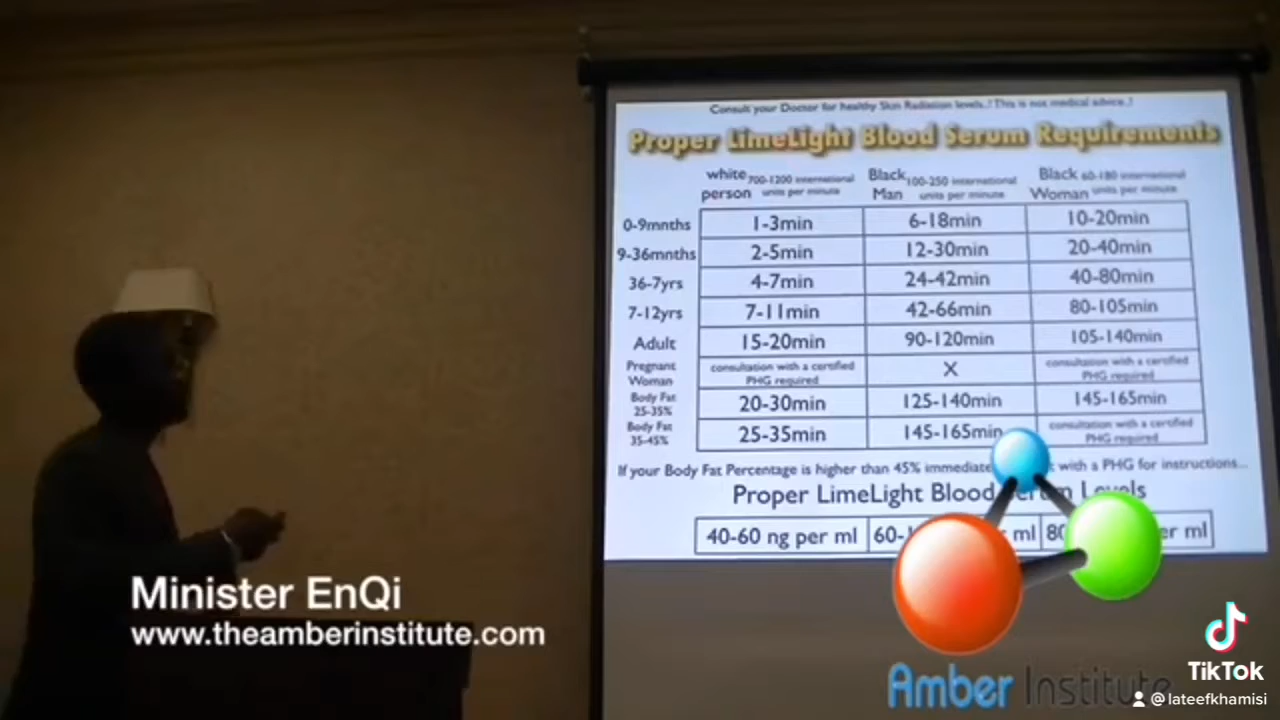 Consult your Doctor for healthy Skin Radiation levels..! This is not medical advice..!
Proper LimeLight Blood Serum Requirements
white person 700-1200 international units per minute
Black Man 100-250 international units per minute
Black Woman 60-180 international units per minute
0-9mnths 1-3min 6-18min 10-20min
9-36mnths 2-5min 12-30min 20-40min
36-7yrs 4-7min 24-42min 40-80min
7-12yrs 7-11min 42-66min 80-105min
Adult 15-20min 90-120min 105-140min
Pregnant Woman consultation with a certified PHG required X consultation with a certified PHG required
Body Fat 25-35% 20-30min 125-140min 145-165min
Body Fat 35-45% 25-35min 145-165min consultation with a certified PHG required
If your Body Fat Percentage is higher than 45% with a PHG for instructions...
Proper LimeLight Blood Serum Levels
40-60 ng per ml 60- ml 80 er ml
Minister EnQi
www.theamberinstitute.com
Amber Institute
TikTok
@lateefkhamisi